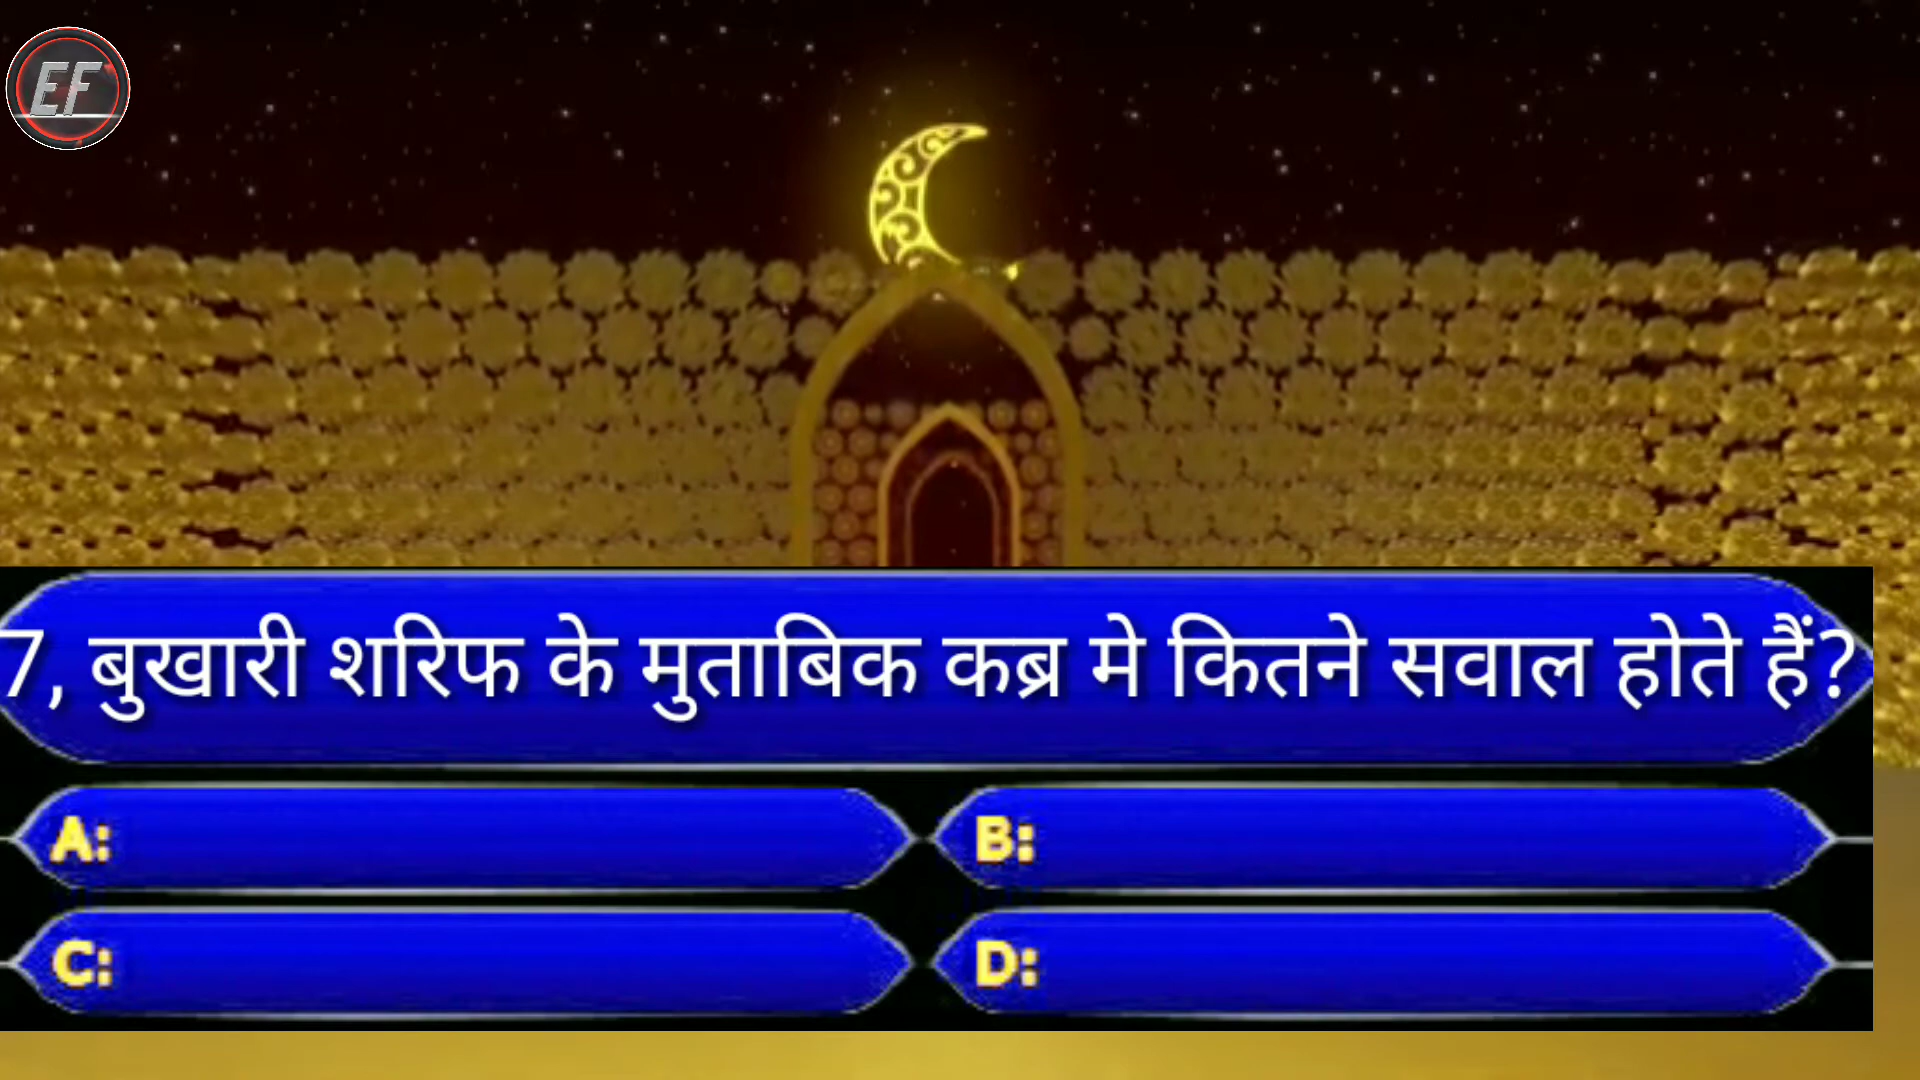 EF
7, बुखारी शरिफ के मुताबिक कब्र मे कितने सवाल होते हैं?
A:
B:
C:
D: